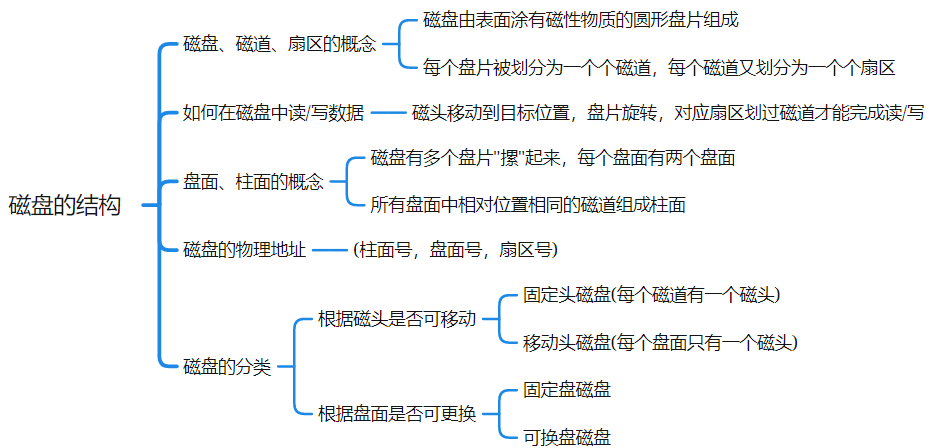 磁盘的结构
磁盘、磁道、扇区的概念
磁盘由表面涂有磁性物质的圆形盘片组成
每个盘片被划分为一个个磁道，每个磁道又划分为一个个扇区
如何在磁盘中读/写数据
磁头移动到目标位置，盘片旋转，对应扇区划过磁道才能完成读/写
盘面、柱面的概念
磁盘有多个盘片"摞"起来，每个盘面有两个盘面
所有盘面中相对位置相同的磁道组成柱面
磁盘的物理地址
(柱面号，盘面号，扇区号)
磁盘的分类
根据磁头是否可移动
固定头磁盘(每个磁道有一个磁头)
移动头磁盘(每个盘面只有一个磁头)
根据盘面是否可更换
固定盘磁盘
可换盘磁盘